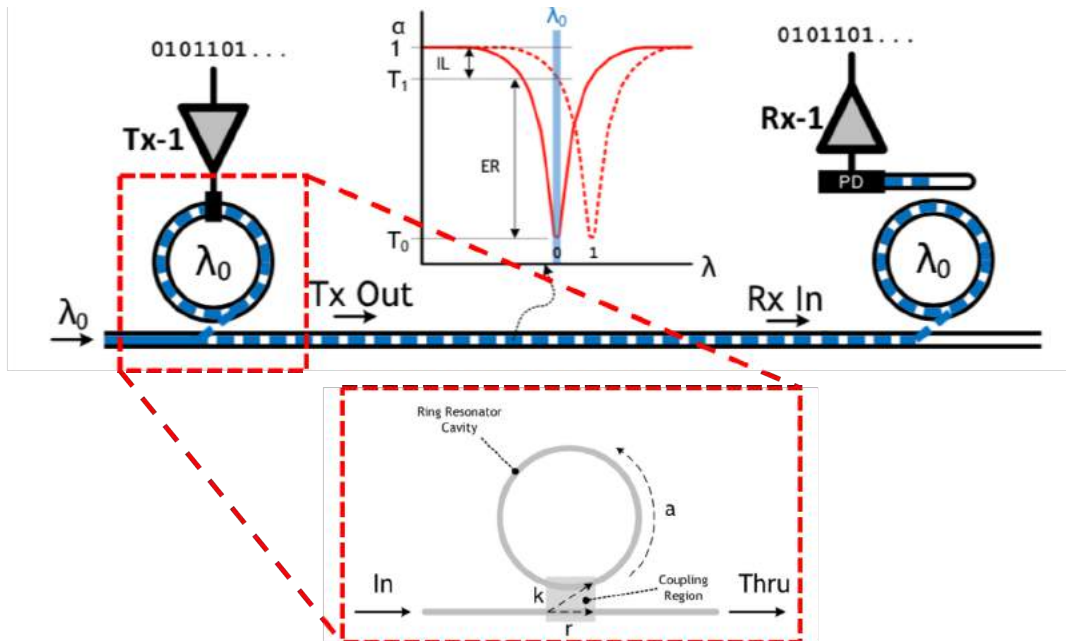 0101101...
Tx-1
λ₀
λ₀
Tx Out
α
1
IL
T₁
ER
T₀
λ₀
0
1
λ
0101101...
Rx-1
PD
λ₀
Rx In
Ring Resonator
Cavity
a
In
k
r
Coupling
Region
Thru